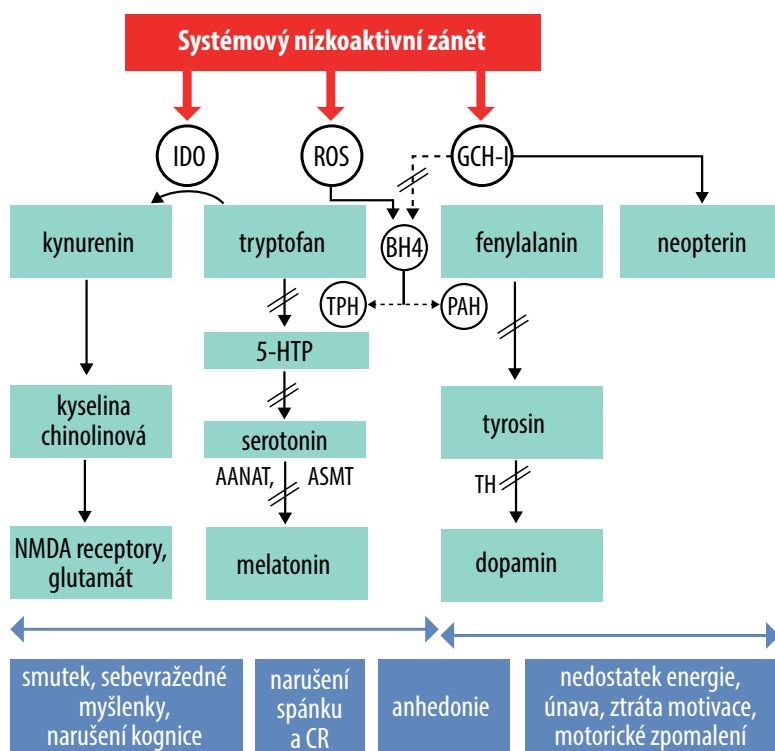 Systémový nízkoaktivní zánět
IDO
ROS
GCH-I
kynurenin
tryptofan
BH4
fenylalanin
neopterin
TPH
PAH
5-HTP
kyselina
chinolinová
serotonin
tyrosin
AANAT,
ASMT
TH
NMDA receptory,
glutamát
melatonin
dopamin
smutek, sebevražedné
myšlenky,
narušení kognice
narušení
spánku
a CR
anhedonie
nedostatek energie,
únava, ztráta motivace,
motorické zpomalení